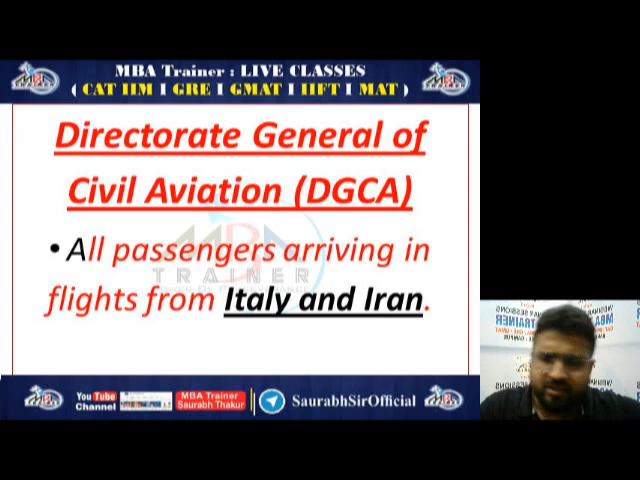 MBA Trainer : LIVE CLASSES
( CAT IIM I GRE I GMAT I IIFT I MAT )
Directorate General of
Civil Aviation (DGCA)
• All passengers arriving in
flights from Italy and Iran.
TRAINER
You Tube
Channel
MBA Trainer
Saurabh Thakur
SaurabhSirOfficial